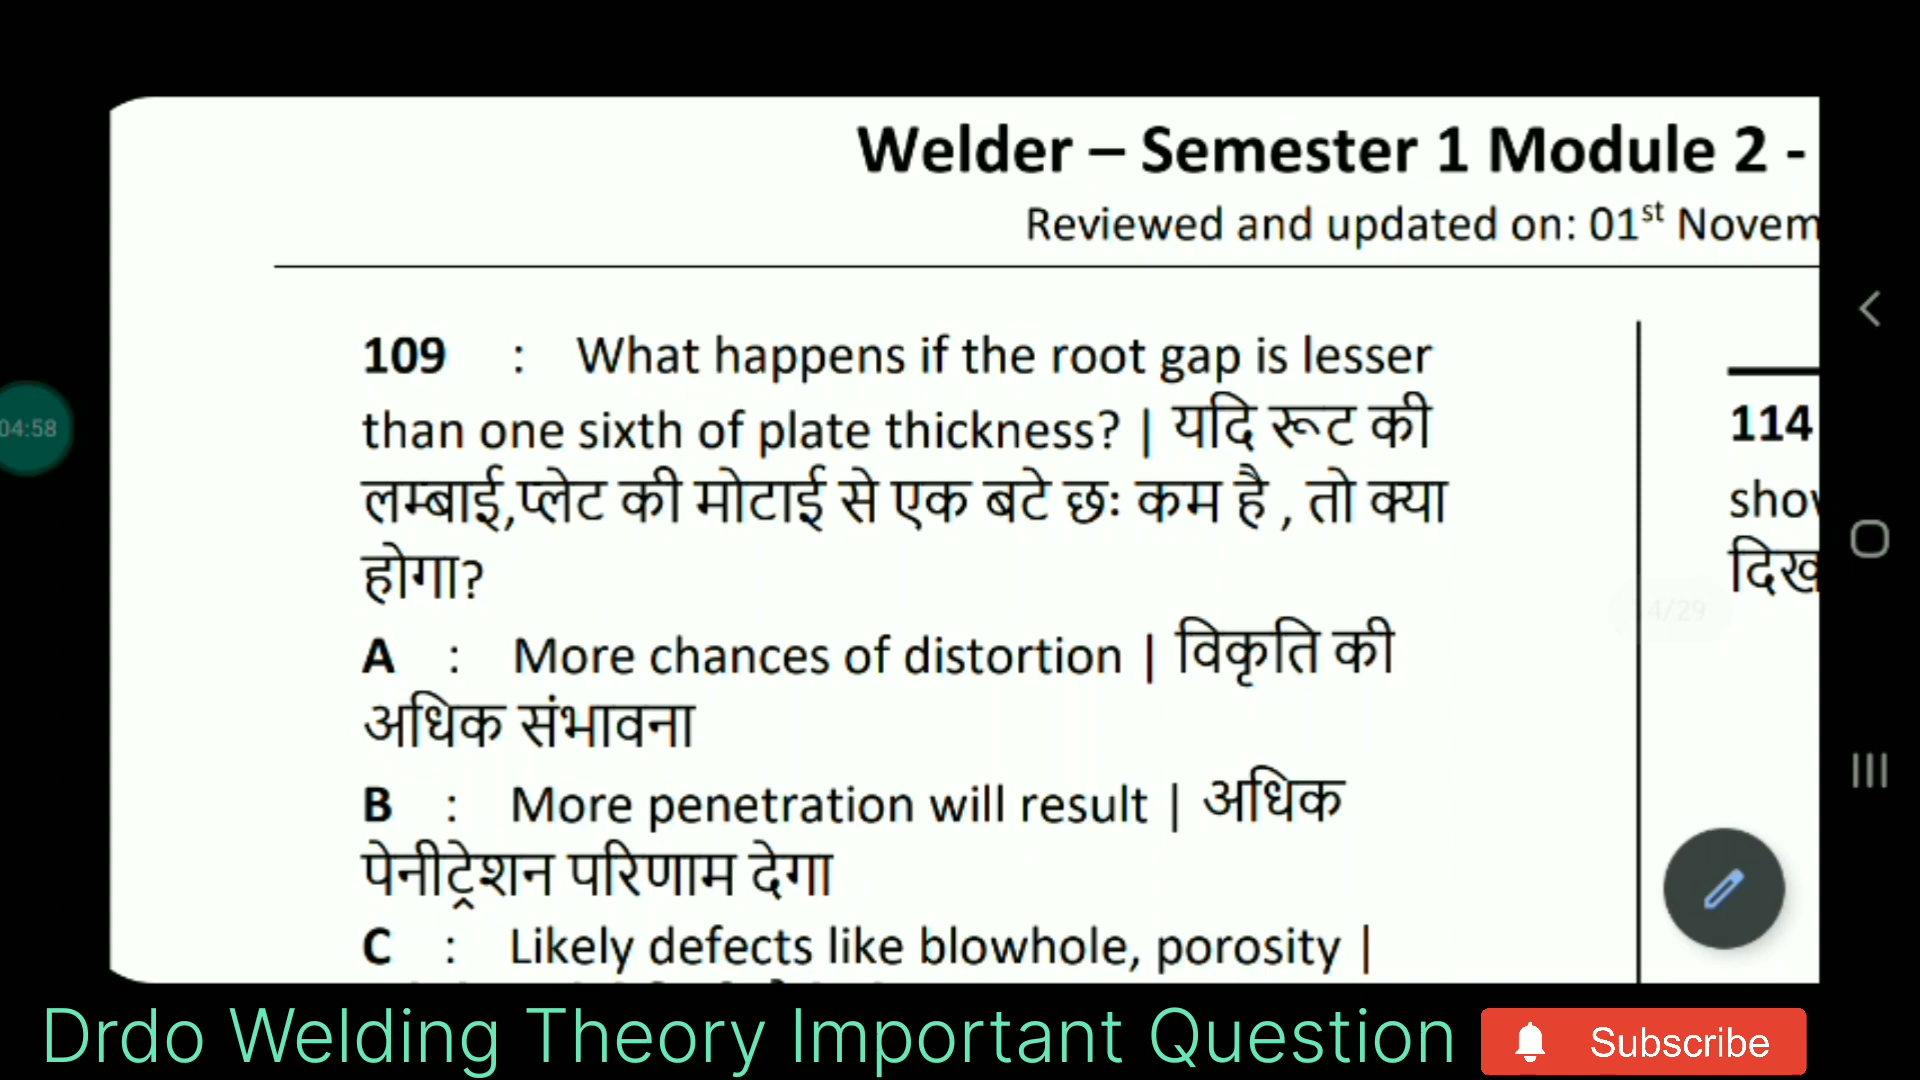 Welder – Semester 1 Module 2 -
Reviewed and updated on: 01st Novem
109 : What happens if the root gap is lesser
than one sixth of plate thickness? | यदि रूट की
लम्बाई,प्लेट की मोटाई से एक बटे छः कम है , तो क्या
होगा?
A : More chances of distortion | विकृति की
अधिक संभावना
B : More penetration will result | अधिक
पेनीट्रेशन परिणाम देगा
C : Likely defects like blowhole, porosity |
114
shov
दिख
04:58
14/29
Drdo Welding Theory Important Question
Subscribe